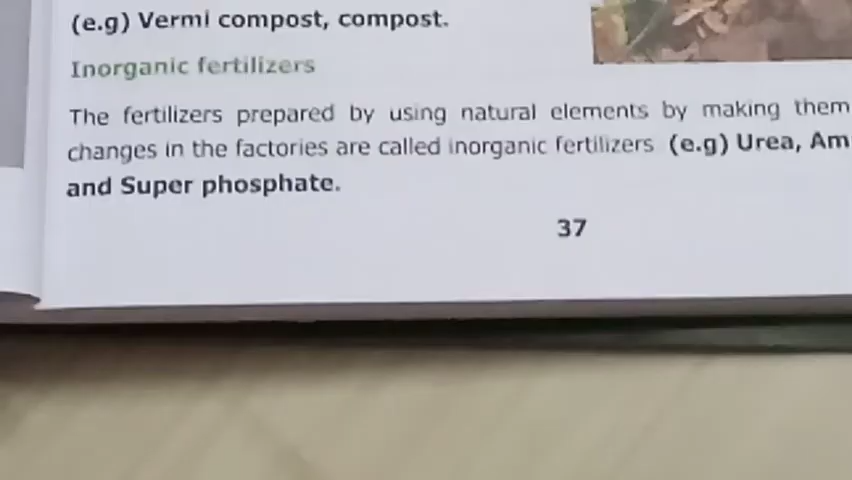 (e.g) Vermi compost, compost.
Inorganic fertilizers
The fertilizers prepared by using natural elements by making them
changes in the factories are called inorganic fertilizers (e.g) Urea, Am
and Super phosphate.
37